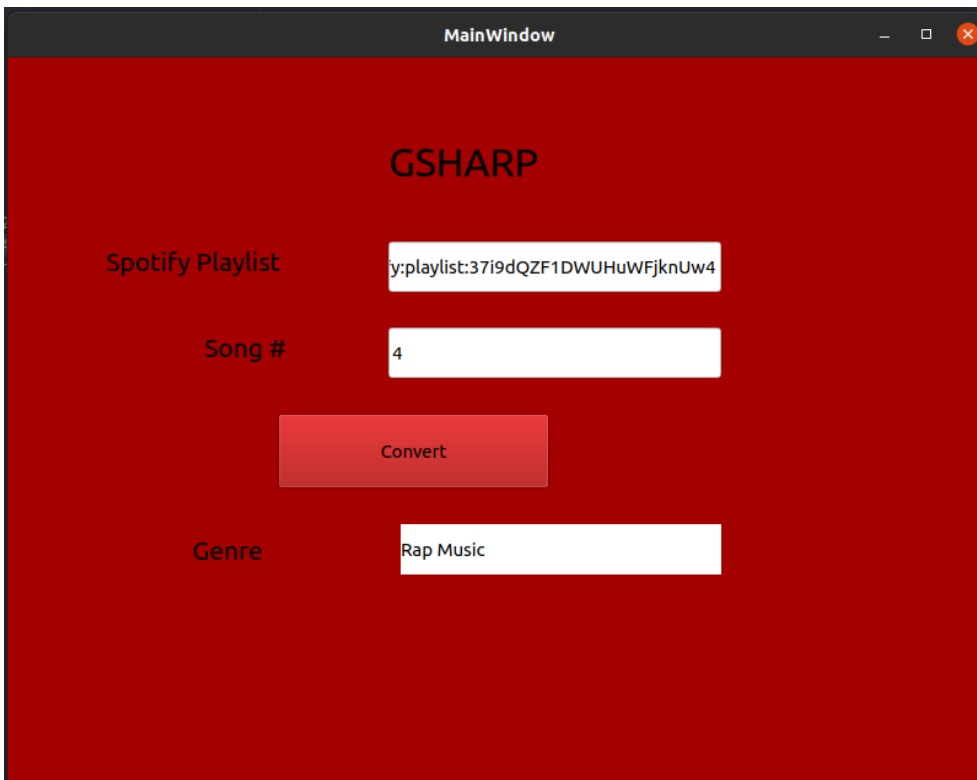 MainWindow
GSHARP
Spotify Playlist
y:playlist:37i9dQZF1DWUHuWFjknUw4
Song #
4
Convert
Genre
Rap Music